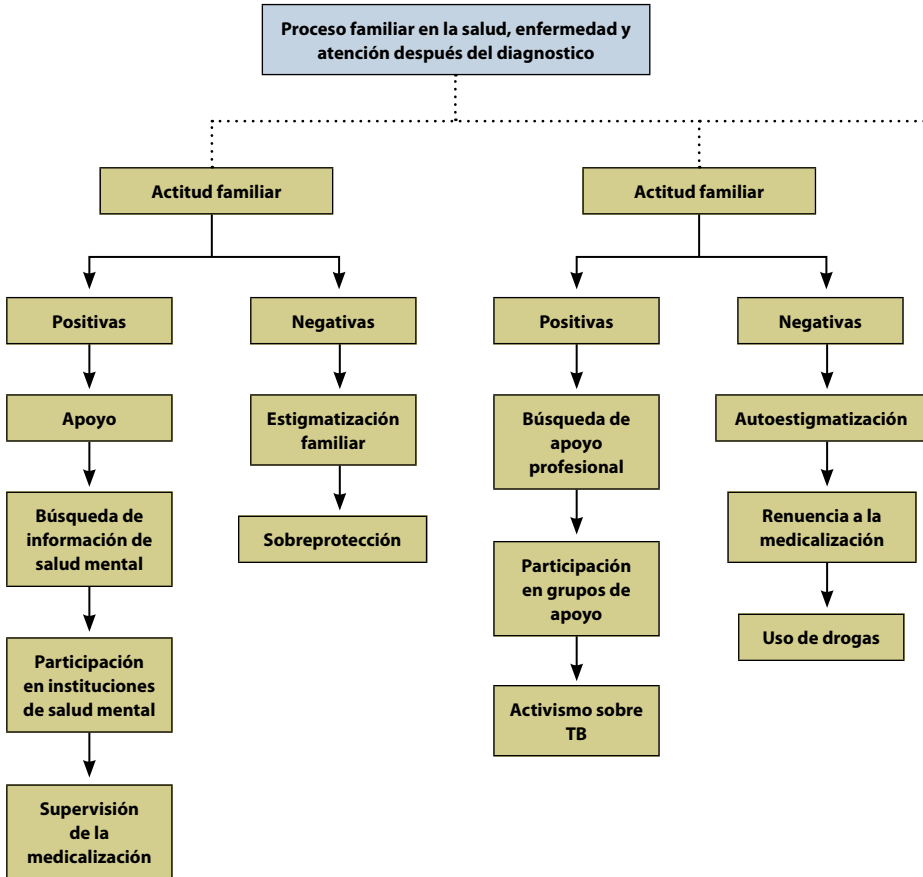 Proceso familiar en la salud, enfermedad y
atención después del diagnostico
Actitud familiar
Positivas
Apoyo
Búsqueda de
información de
salud mental
Participación
en instituciones
de salud mental
Supervisión
de la
medicalización
Negativas
Estigmatización
familiar
Sobreprotección
Actitud familiar
Positivas
Búsqueda de
apoyo
profesional
Participación
en grupos de
apoyo
Activismo sobre
TB
Negativas
Autoestigmatización
Renuencia a la
medicalización
Uso de drogas